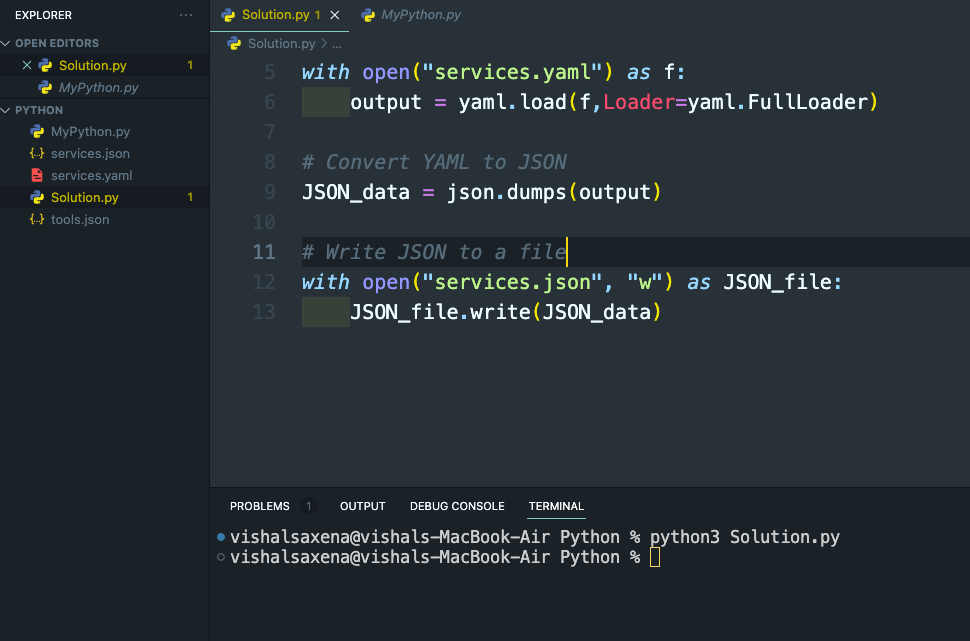 EXPLORER
···
OPEN EDITORS
Solution.py 1
MyPython.py
PYTHON
MyPython.py
{..} services.json
services.yaml
Solution.py 1
{..} tools.json
Solution.py 1 ×
MyPython.py
Solution.py > ...
5 with open("services.yaml") as f:
6 output = yaml.load(f,Loader=yaml.FullLoader)
7
8 # Convert YAML to JSON
9 JSON_data = json.dumps(output)
10
11 # Write JSON to a file
12 with open("services.json", "w") as JSON_file:
13 JSON_file.write(JSON_data)
PROBLEMS 1 OUTPUT DEBUG CONSOLE TERMINAL
vishalsaxena@vishals-MacBook-Air Python % python3 Solution.py
vishalsaxena@vishals-MacBook-Air Python %